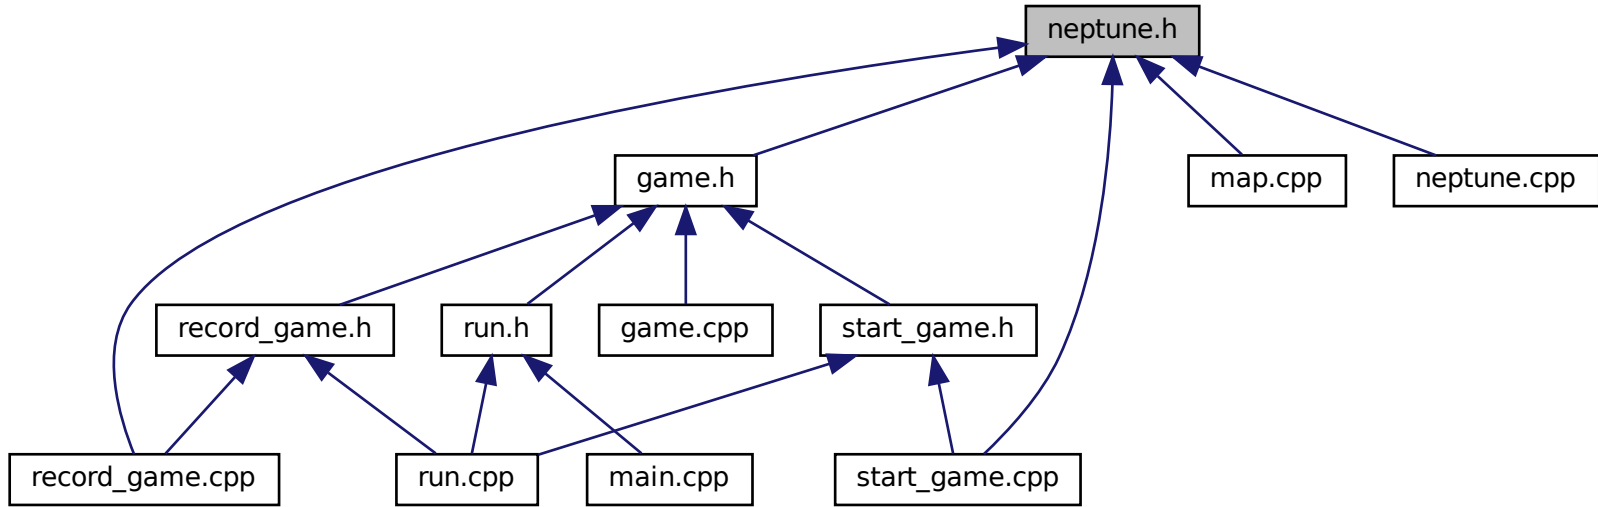 neptune.h
game.h
map.cpp
neptune.cpp
record_game.h
run.h
game.cpp
start_game.h
record_game.cpp
run.cpp
main.cpp
start_game.cpp